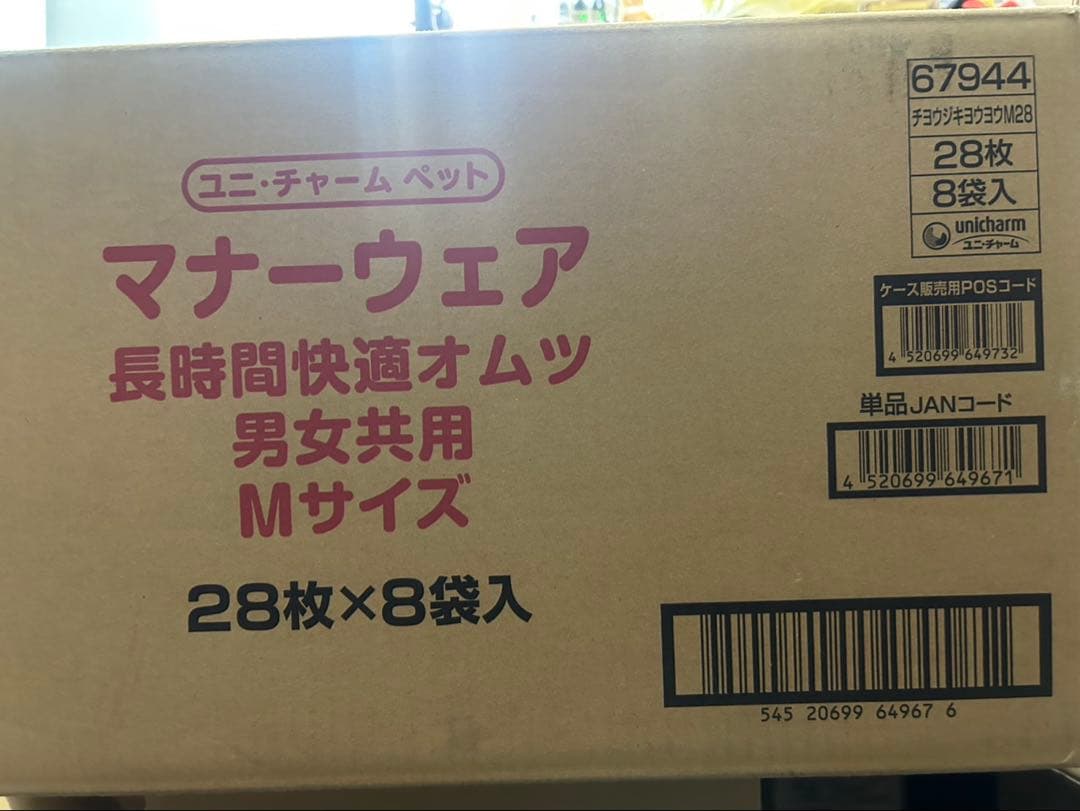 ユニ・チャーム ペット
マナーウェア
長時間快適オムツ
男女共用
Mサイズ
28枚×8袋入
67944
チヨウジキヨウヨウM28
28枚
8袋入
unicharm
ユニ・チャーム
ケース販売用POSコード
4 520699 649732
単品JANコード
4 520699 649671
545 20699 64967 6